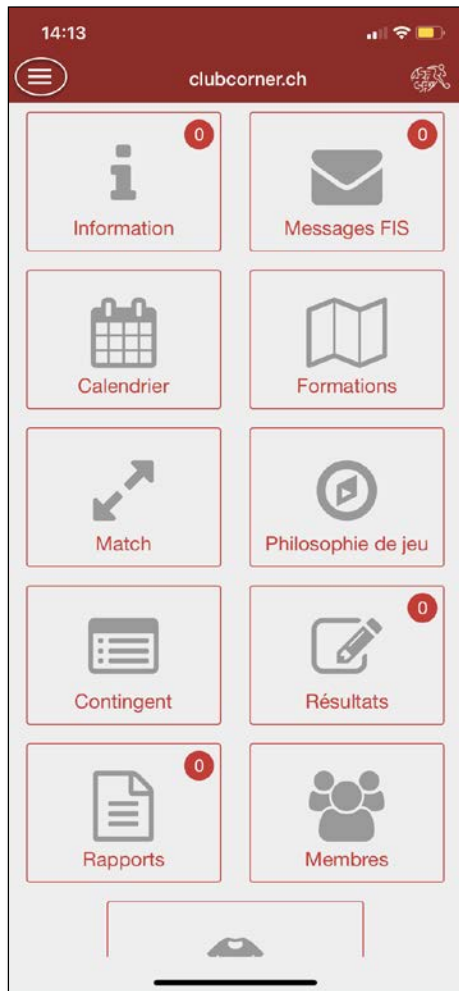 14:13
clubcorner.ch
0
0
Information
Messages FIS
Calendrier
Formations
Match
Philosophie de jeu
0
Contingent
Résultats
0
Rapports
Membres